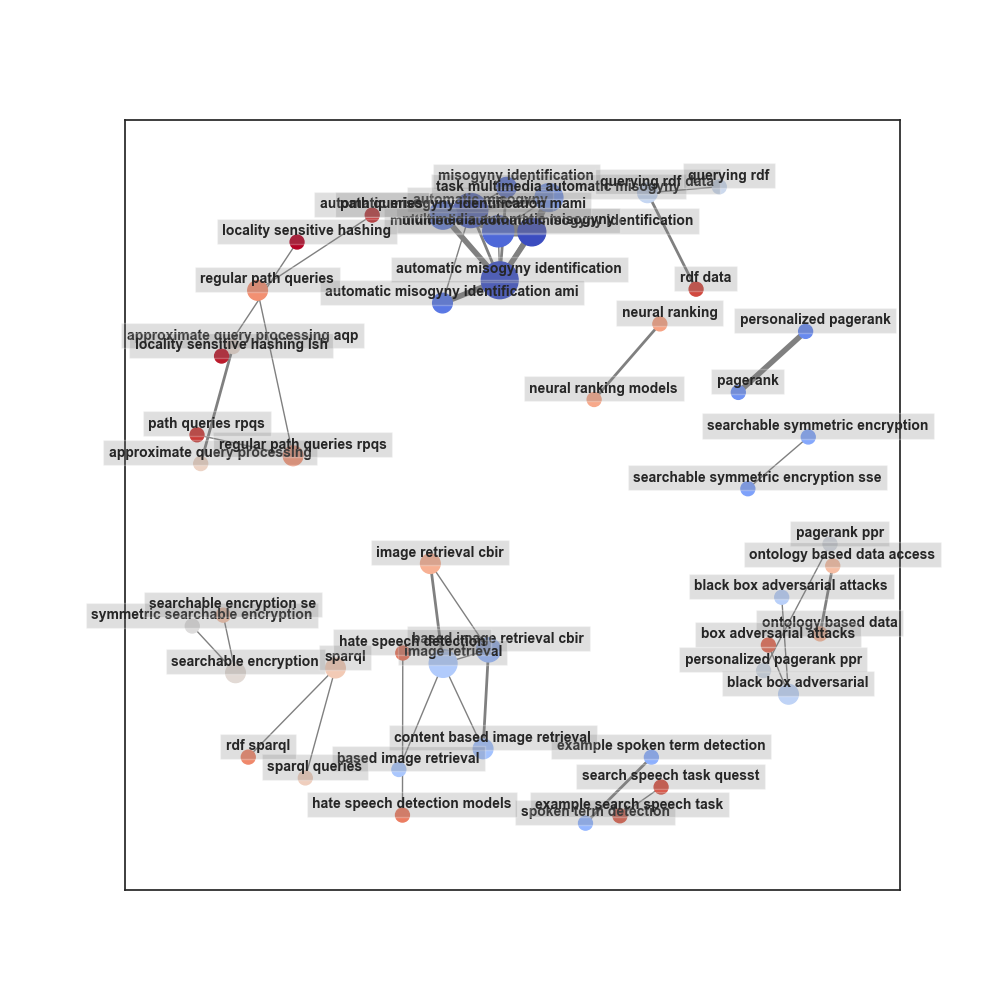 misogyny identification
querying rdf
querying rdf data
task multimedia automatic misogyny
automatic misogyny
path queries
automatic misogyny identification mami
multimedia automatic misogyny
multimedia automatic misogyny identification
locality sensitive hashing
automatic misogyny identification
regular path queries
rdf data
automatic misogyny identification ami
neural ranking
personalized pagerank
approximate query processing aqp
locality sensitive hashing lsh
pagerank
neural ranking models
path queries rpqs
searchable symmetric encryption
regular path queries rpqs
approximate query processing
searchable symmetric encryption sse
pagerank ppr
image retrieval cbir
ontology based data access
black box adversarial attacks
searchable encryption se
symmetric searchable encryption
ontology based data
box adversarial attacks
hate speech detection
based image retrieval cbir
image retrieval
sparql
searchable encryption
personalized pagerank ppr
black box adversarial
content based image retrieval
rdf sparql
example spoken term detection
based image retrieval
sparql queries
search speech task quesst
hate speech detection models
example search speech task
spoken term detection